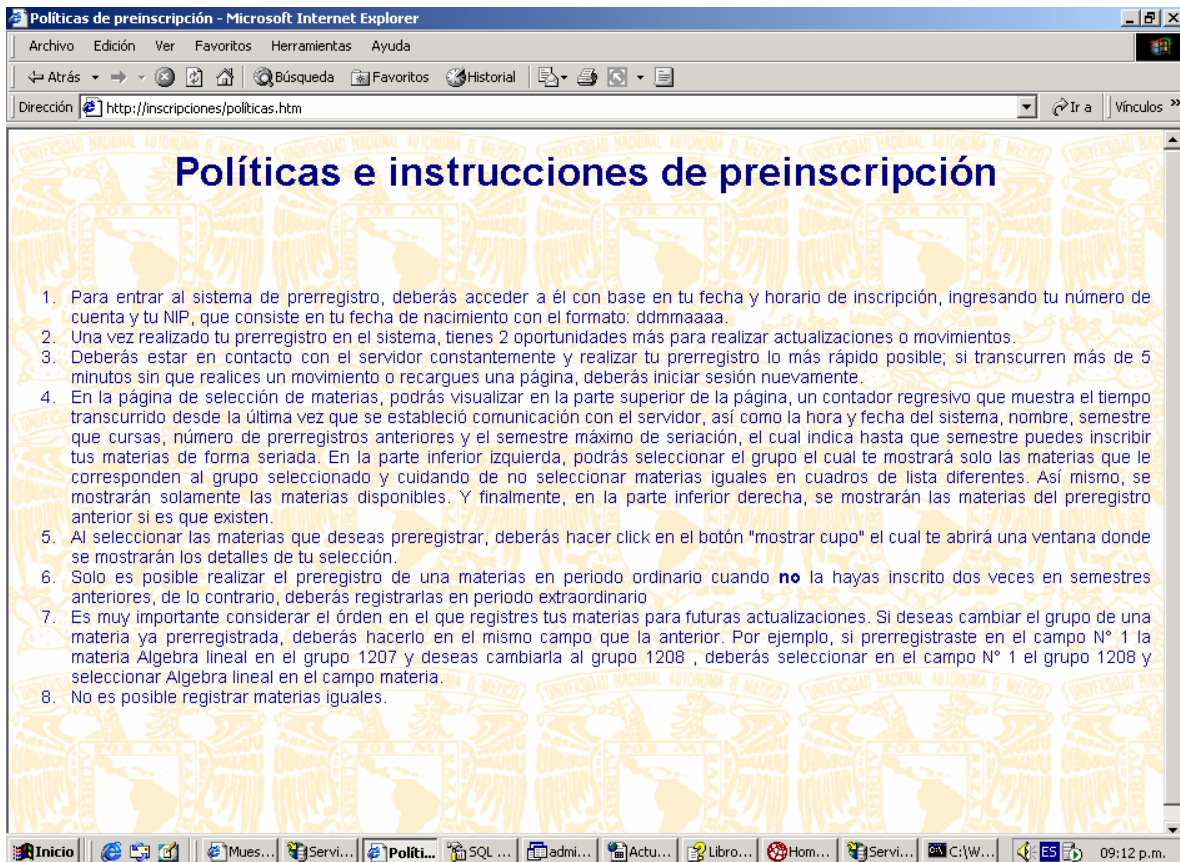 Políticas de preinscripción - Microsoft Internet Explorer
Archivo Edición Ver Favoritos Herramientas Ayuda
Atrás Búsqueda Favoritos Historial
Dirección http://inscripciones/políticas.htm Ir a Vínculos »
Políticas e instrucciones de preinscripción
1. Para entrar al sistema de prerregistro, deberás acceder a él con base en tu fecha y horario de inscripción, ingresando tu número de
cuenta y tu NIP, que consiste en tu fecha de nacimiento con el formato: ddmmaaaa.
2. Una vez realizado tu prerregistro en el sistema, tienes 2 oportunidades más para realizar actualizaciones o movimientos.
3. Deberás estar en contacto con el servidor constantemente y realizar tu prerregistro lo más rápido posible; si transcurren más de 5
minutos sin que realices un movimiento o recargues una página, deberás iniciar sesión nuevamente.
4. En la página de selección de materias, podrás visualizar en la parte superior de la página, un contador regresivo que muestra el tiempo
transcurrido desde la última vez que se estableció comunicación con el servidor, así como la hora y fecha del sistema, nombre, semestre
que cursas, número de prerregistros anteriores y el semestre máximo de seriación, el cual indica hasta que semestre puedes inscribir
tus materias de forma seriada. En la parte inferior izquierda, podrás seleccionar el grupo el cual te mostrará solo las materias que le
corresponden al grupo seleccionado y cuidando de no seleccionar materias iguales en cuadros de lista diferentes. Así mismo, se
mostrarán solamente las materias disponibles. Y finalmente, en la parte inferior derecha, se mostrarán las materias del preregistro
anterior si es que existen.
5. Al seleccionar las materias que deseas preregistrar, deberás hacer click en el botón "mostrar cupo" el cual te abrirá una ventana donde
se mostrarán los detalles de tu selección.
6. Solo es posible realizar el preregistro de una materias en periodo ordinario cuando no la hayas inscrito dos veces en semestres
anteriores, de lo contrario, deberás registrarlas en periodo extraordinario
7. Es muy importante considerar el órden en el que registres tus materias para futuras actualizaciones. Si deseas cambiar el grupo de una
materia ya prerregistrada, deberás hacerlo en el mismo campo que la anterior. Por ejemplo, si prerregistraste en el campo N° 1 la
materia Algebra lineal en el grupo 1207 y deseas cambiarla al grupo 1208 , deberás seleccionar en el campo N° 1 el grupo 1208 y
seleccionar Algebra lineal en el campo materia.
8. No es posible registrar materias iguales.
Inicio Mues... Servi... Políti... SQL ... admi... Actu... Libro... Hom... Servi... C:\W... ES 09:12 p.m.